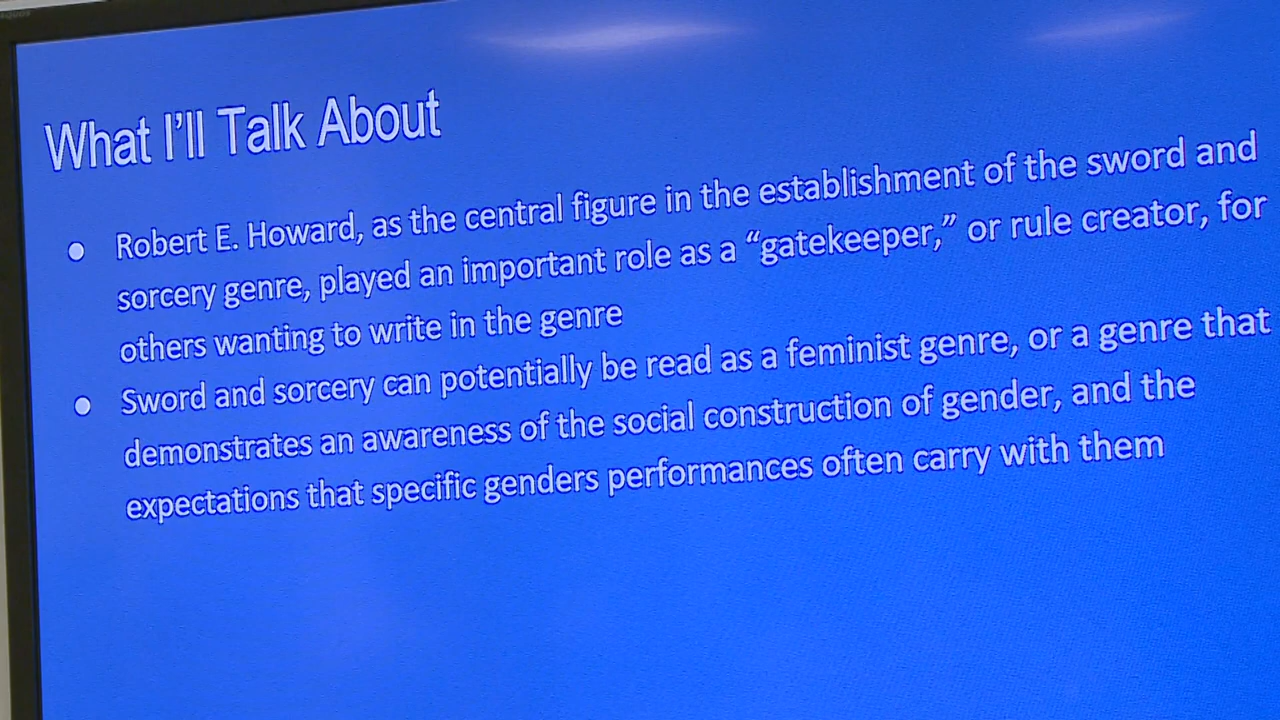 What I'll Talk About
● Robert E. Howard, as the central figure in the establishment of the sword and
sorcery genre, played an important role as a “gatekeeper,” or rule creator, for
others wanting to write in the genre
● Sword and sorcery can potentially be read as a feminist genre, or a genre that
demonstrates an awareness of the social construction of gender, and the
expectations that specific genders performances often carry with them